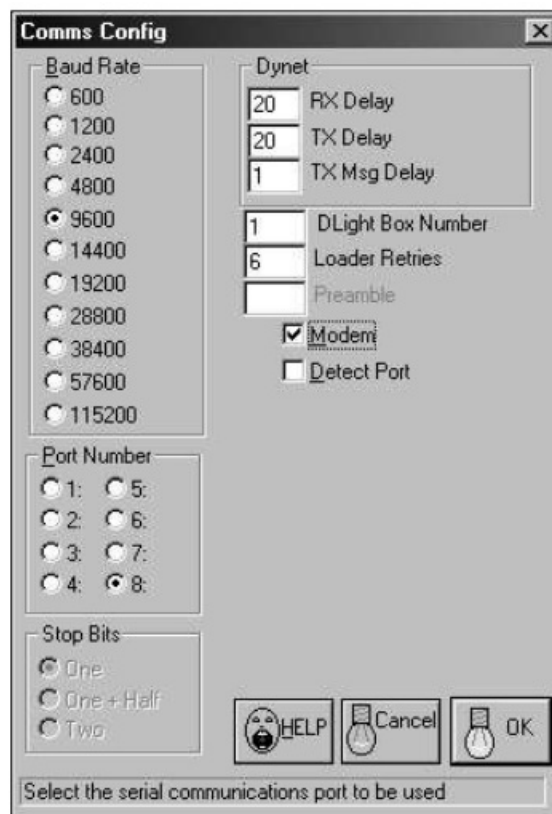 Comms Config
Baud Rate
600
1200
2400
4800
9600
14400
19200
28800
38400
57600
115200
Port Number
1: 5:
2: 6:
3: 7:
4: 8:
Stop Bits
One
One + Half
Two
Dynet
20 RX Delay
20 TX Delay
1 TX Msg Delay
1 DLight Box Number
6 Loader Retries
Preamble
Modem
Detect Port
HELP Cancel OK
Select the serial communications port to be used